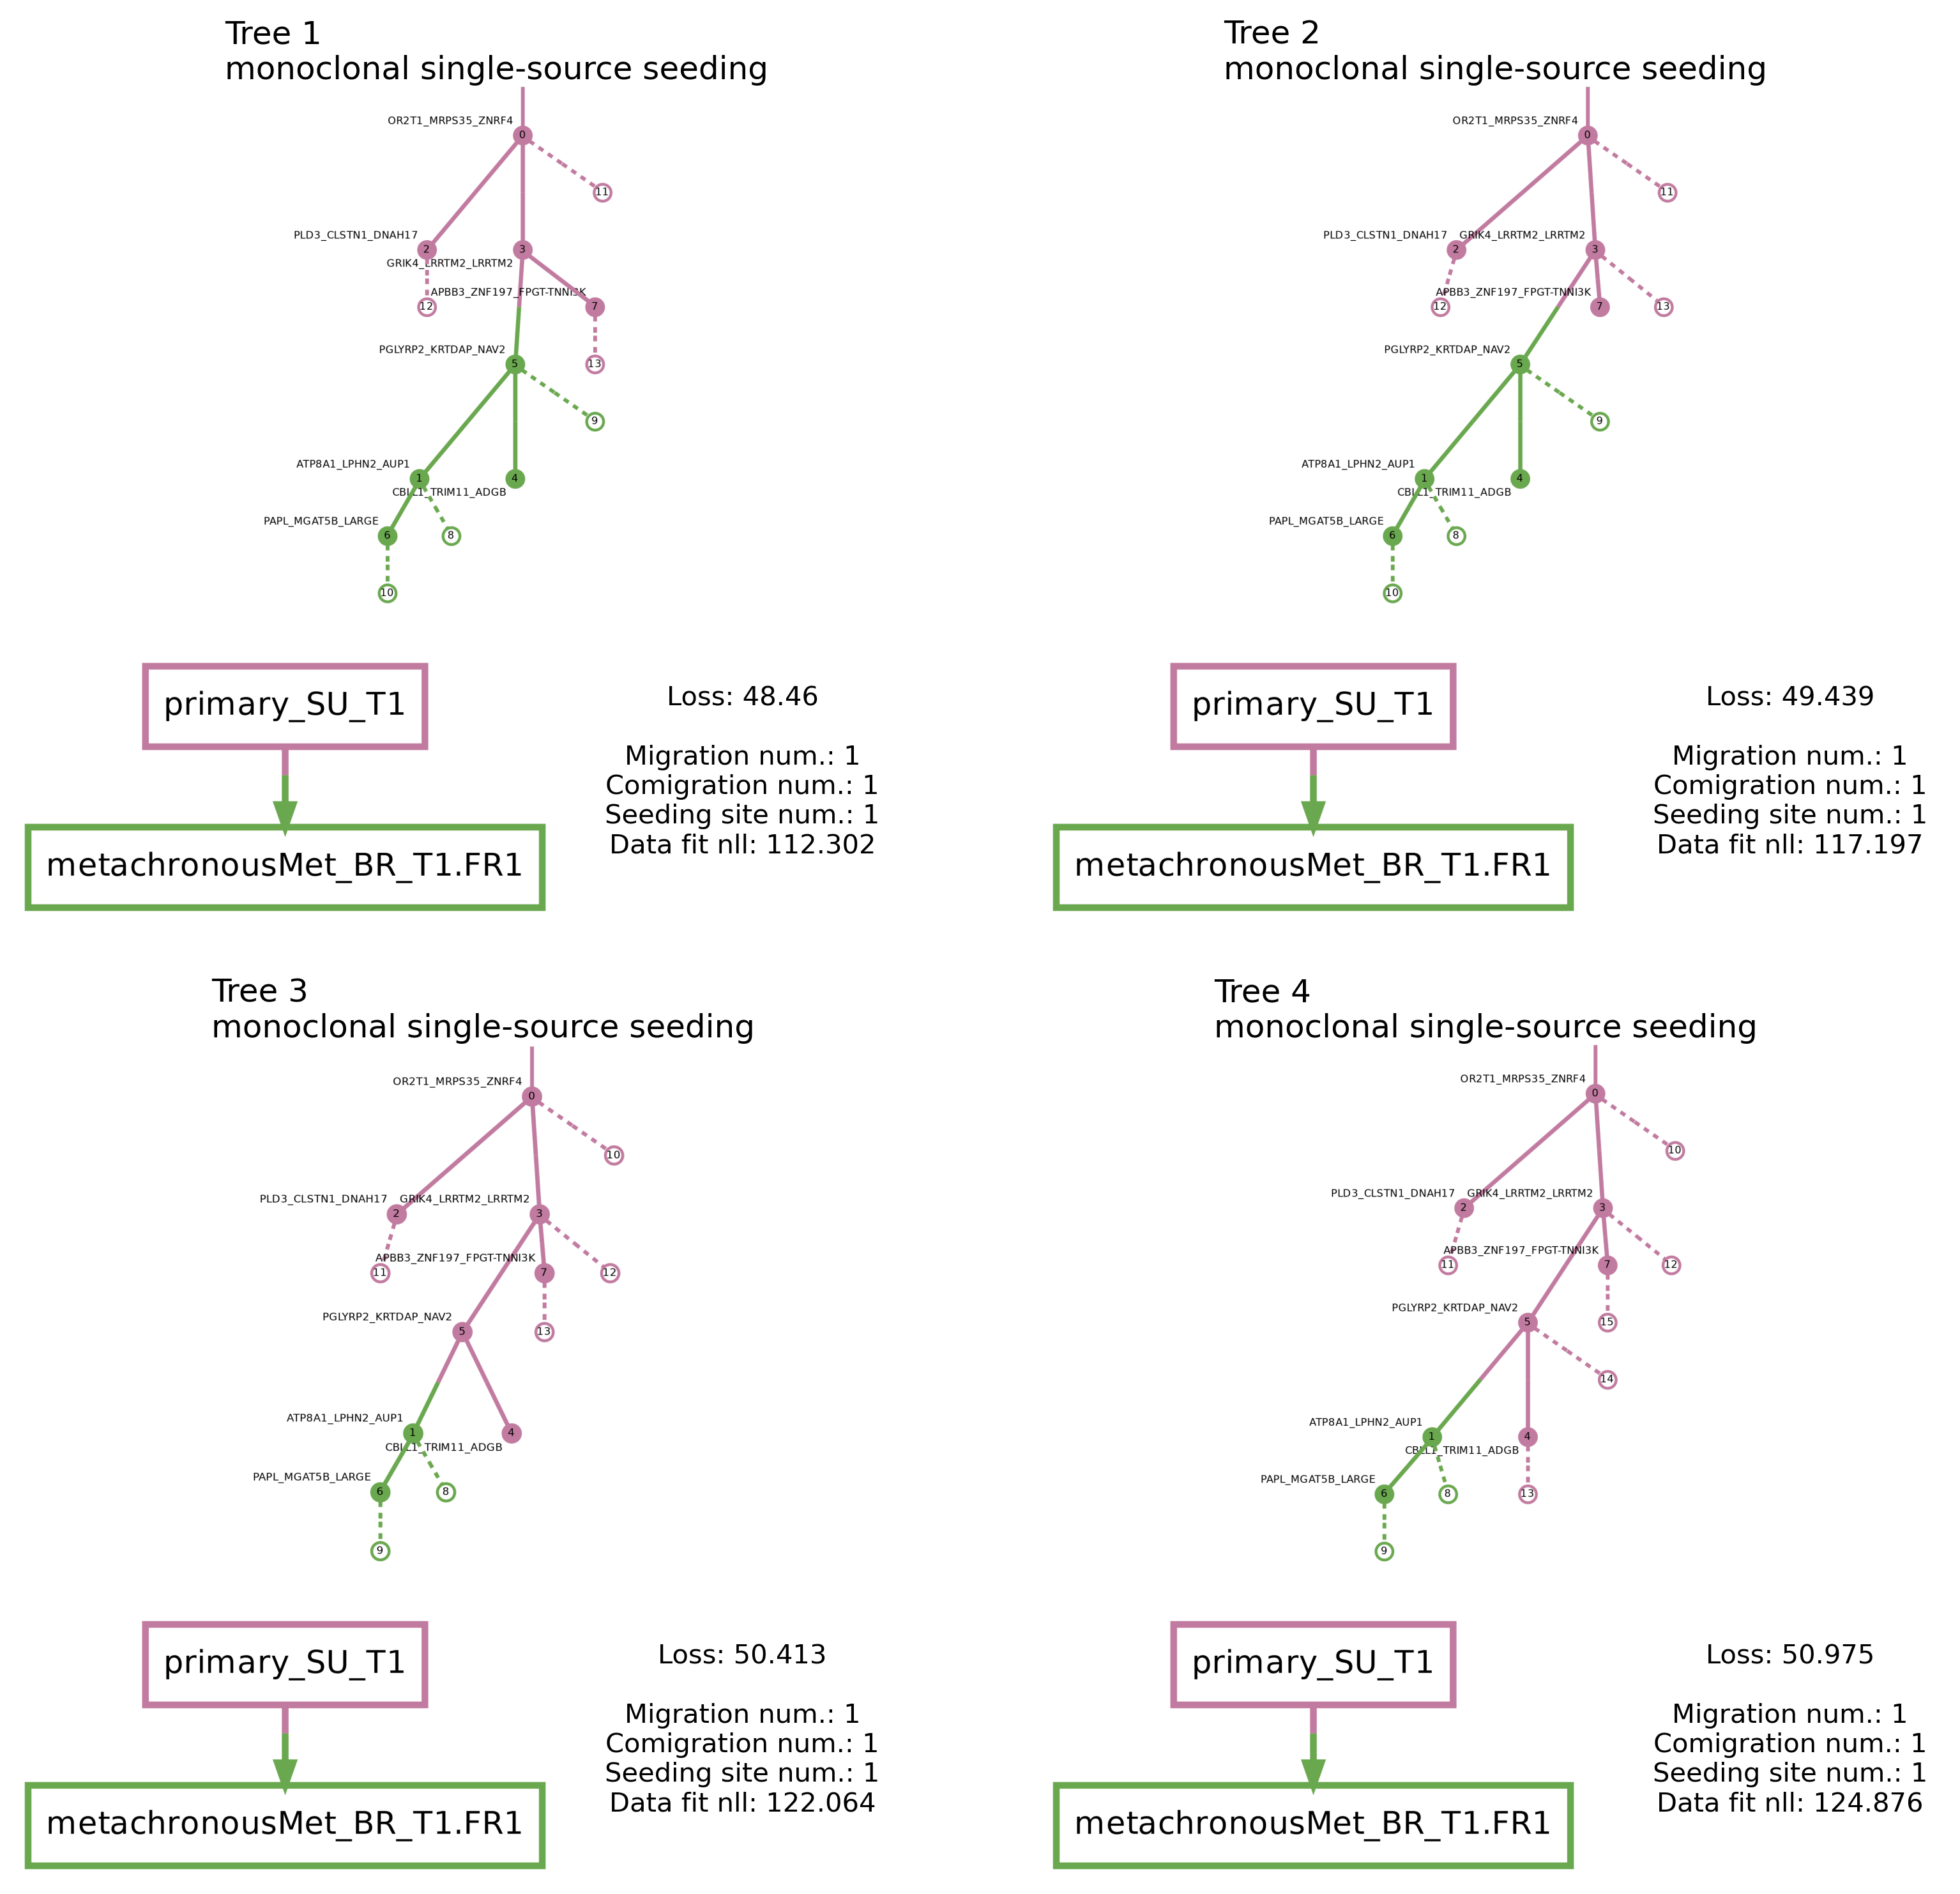 Tree 1
monoclonal single-source seeding
OR2T1_MRPS35_ZNRF4
0
11
PLD3_CLSTN1_DNAH17
2
3
GRIK4_LRRTM2_LRRTM2
APBB3_ZNF197_FPGT-TNNI3K
12
7
PGLYRP2_KRTDAP_NAV2
5
13
9
ATP8A1_LPHN2_AUP1
1
4
CBLL1_TRIM11_ADGB
PAPL_MGAT5B_LARGE
6
8
10
primary_SU_T1
metachronousMet_BR_T1.FR1
Loss: 48.46
Migration num.: 1
Comigration num.: 1
Seeding site num.: 1
Data fit nll: 112.302
Tree 2
monoclonal single-source seeding
OR2T1_MRPS35_ZNRF4
0
11
PLD3_CLSTN1_DNAH17
2
GRIK4_LRRTM2_LRRTM2
3
APBB3_ZNF197_FPGT-TNNI3K
12
7
13
PGLYRP2_KRTDAP_NAV2
5
9
ATP8A1_LPHN2_AUP1
1
4
CBLL1_TRIM11_ADGB
PAPL_MGAT5B_LARGE
6
8
10
primary_SU_T1
metachronousMet_BR_T1.FR1
Loss: 49.439
Migration num.: 1
Comigration num.: 1
Seeding site num.: 1
Data fit nll: 117.197
Tree 3
monoclonal single-source seeding
OR2T1_MRPS35_ZNRF4
0
10
PLD3_CLSTN1_DNAH17
2
GRIK4_LRRTM2_LRRTM2
3
APBB3_ZNF197_FPGT-TNNI3K
11
7
12
PGLYRP2_KRTDAP_NAV2
5
13
ATP8A1_LPHN2_AUP1
1
4
CBLL1_TRIM11_ADGB
PAPL_MGAT5B_LARGE
6
8
9
primary_SU_T1
metachronousMet_BR_T1.FR1
Loss: 50.413
Migration num.: 1
Comigration num.: 1
Seeding site num.: 1
Data fit nll: 122.064
Tree 4
monoclonal single-source seeding
OR2T1_MRPS35_ZNRF4
0
10
PLD3_CLSTN1_DNAH17
2
GRIK4_LRRTM2_LRRTM2
3
APBB3_ZNF197_FPGT-TNNI3K
11
7
12
PGLYRP2_KRTDAP_NAV2
5
15
14
ATP8A1_LPHN2_AUP1
1
4
CBLL1_TRIM11_ADGB
PAPL_MGAT5B_LARGE
6
8
13
9
primary_SU_T1
metachronousMet_BR_T1.FR1
Loss: 50.975
Migration num.: 1
Comigration num.: 1
Seeding site num.: 1
Data fit nll: 124.876